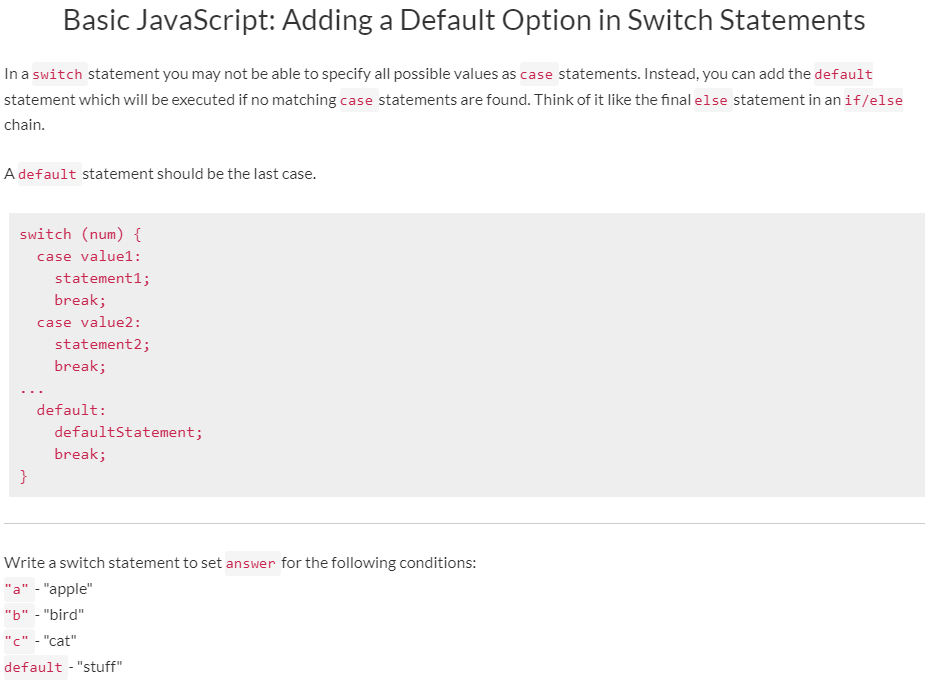 Basic JavaScript: Adding a Default Option in Switch Statements
In a switch statement you may not be able to specify all possible values as case statements. Instead, you can add the default
statement which will be executed if no matching case statements are found. Think of it like the final else statement in an if/else
chain.
A default statement should be the last case.
switch (num) {
  case value1:
    statement1;
    break;
  case value2:
    statement2;
    break;
...
  default:
    defaultStatement;
    break;
}
Write a switch statement to set answer for the following conditions:
"a" - "apple"
"b" - "bird"
"c" - "cat"
default - "stuff"